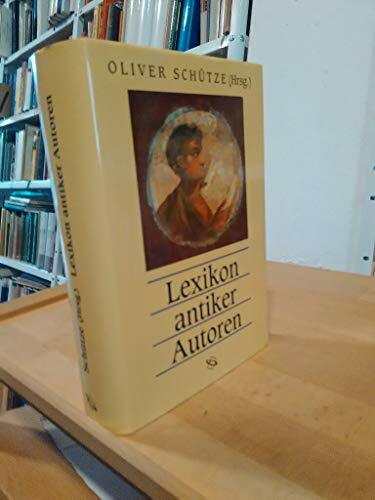 OLIVER SCHÜTZE (Hrsg.)
Lexikon
antiker
Autoren
Schütze (Hrsg.) Lexikon antiker Autoren